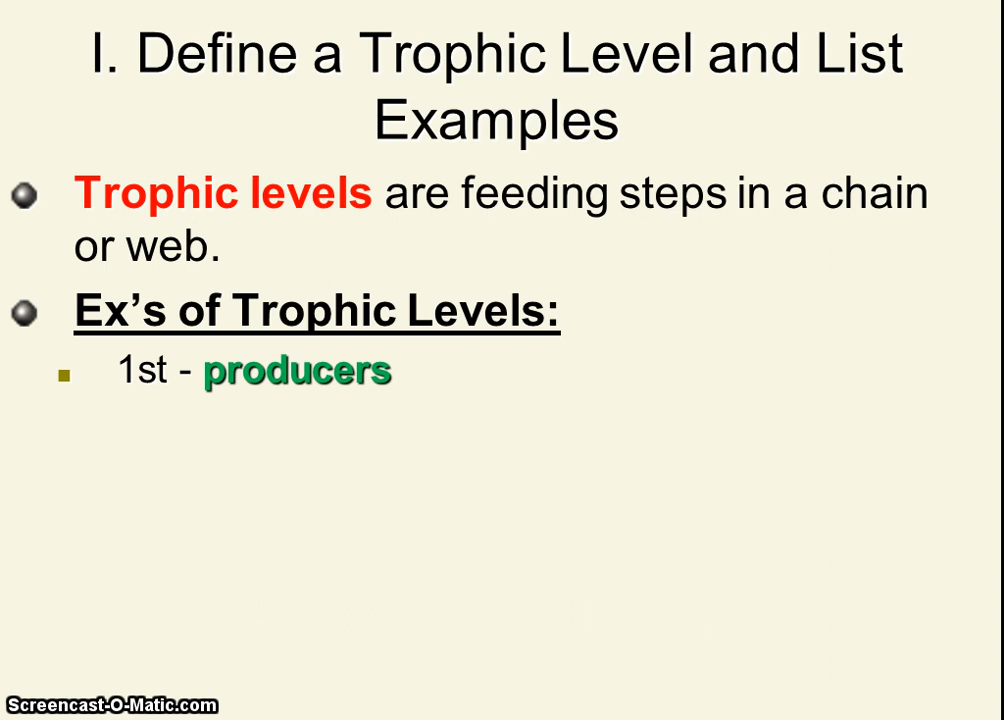 I. Define a Trophic Level and List
Examples
Trophic levels are feeding steps in a chain
or web.
Ex’s of Trophic Levels:
1st - producers
Screencast-O-Matic.com